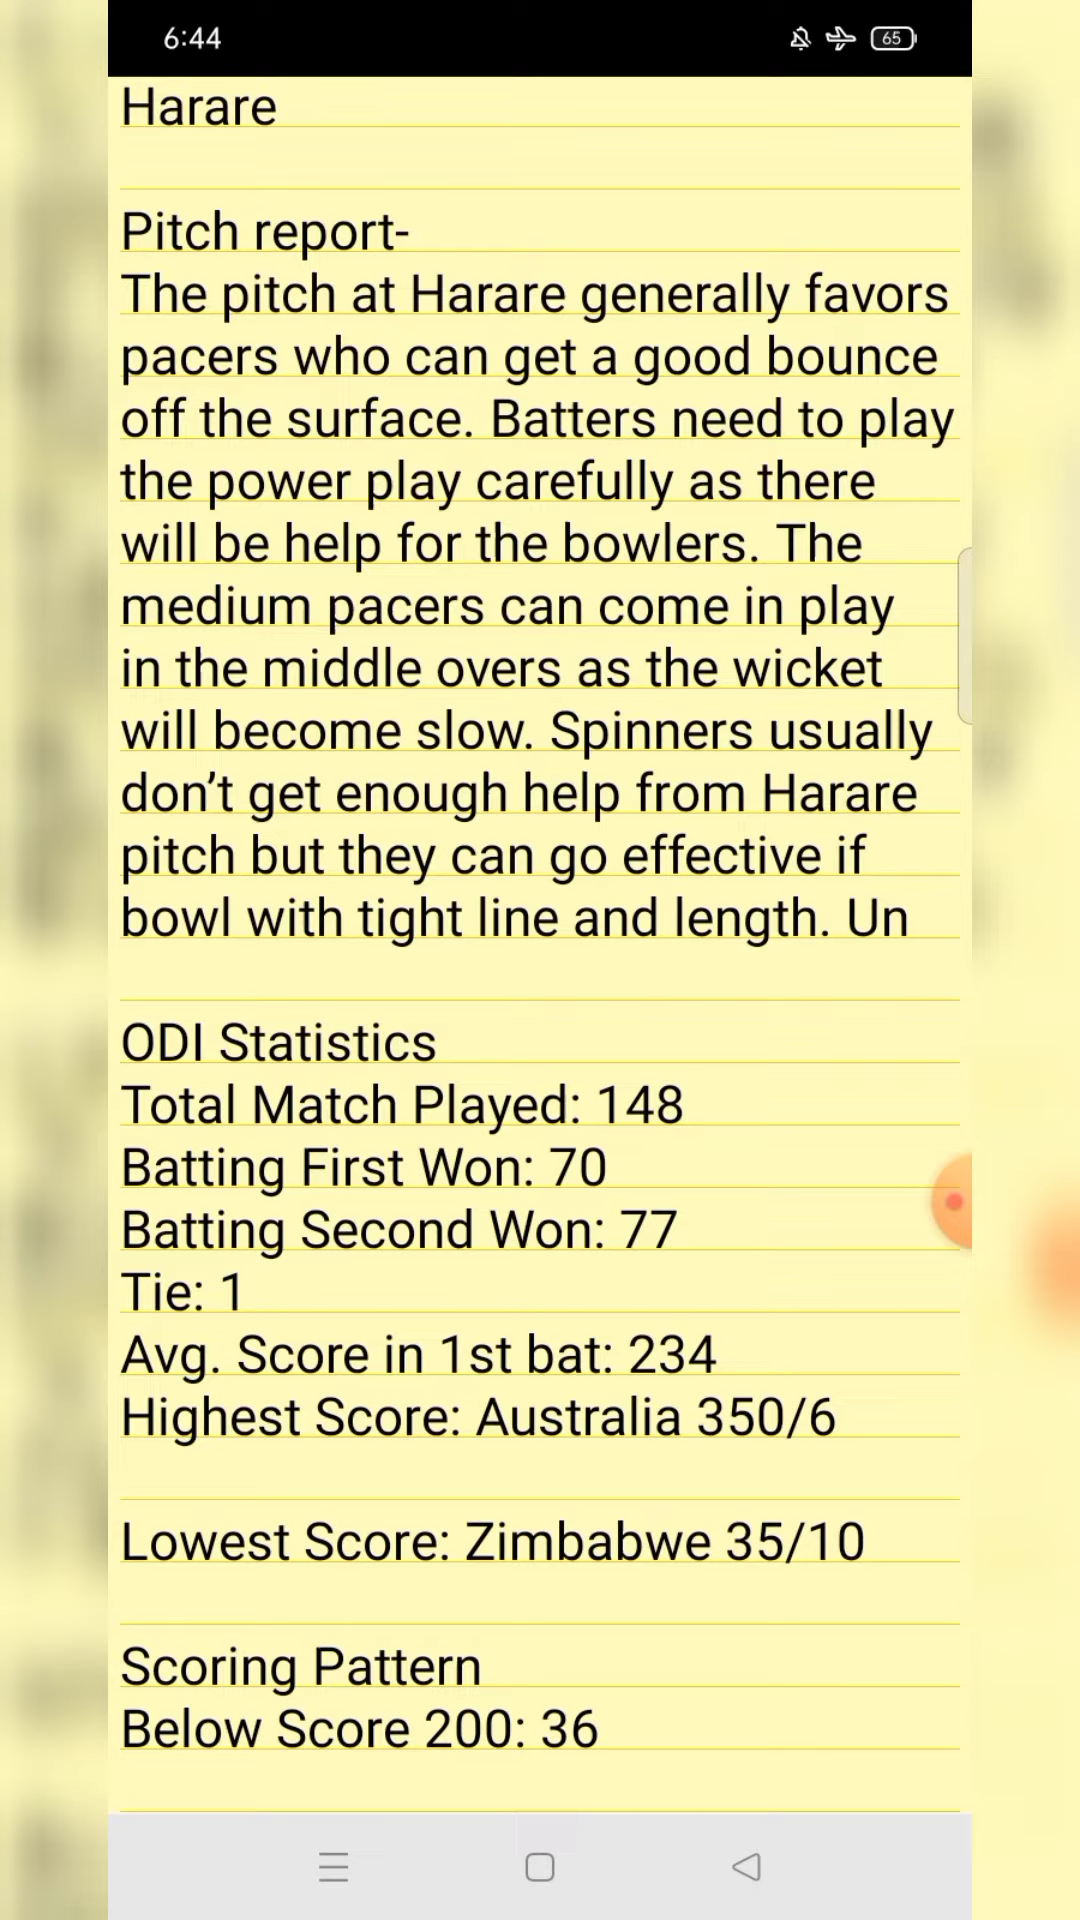 6:44
65
Harare
Pitch report-
The pitch at Harare generally favors
pacers who can get a good bounce
off the surface. Batters need to play
the power play carefully as there
will be help for the bowlers. The
medium pacers can come in play
in the middle overs as the wicket
will become slow. Spinners usually
don’t get enough help from Harare
pitch but they can go effective if
bowl with tight line and length. Un
ODI Statistics
Total Match Played: 148
Batting First Won: 70
Batting Second Won: 77
Tie: 1
Avg. Score in 1st bat: 234
Highest Score: Australia 350/6
Lowest Score: Zimbabwe 35/10
Scoring Pattern
Below Score 200: 36